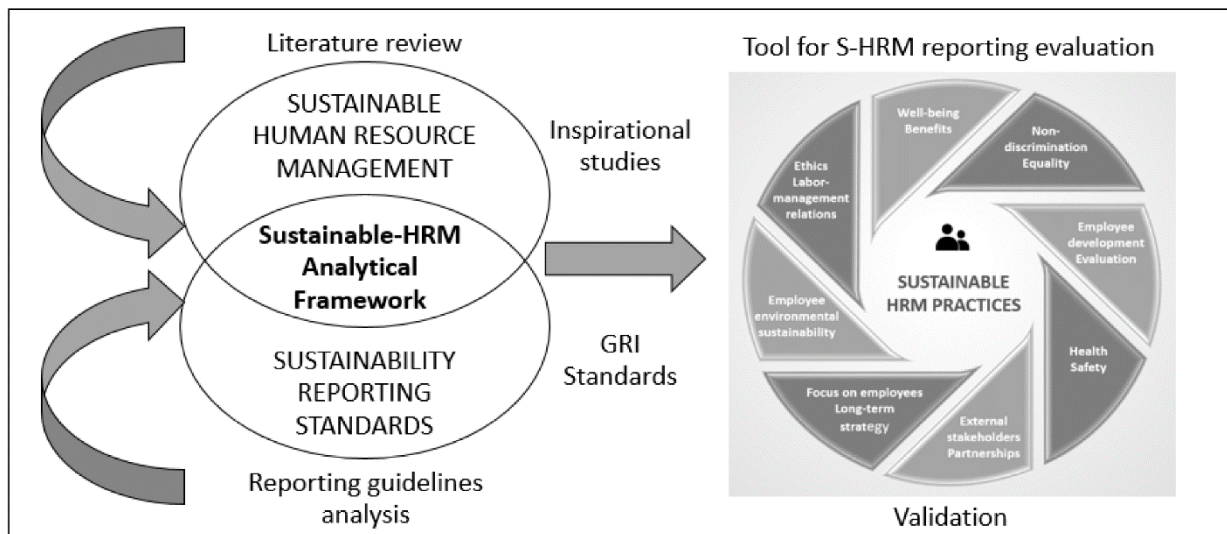 Literature review
SUSTAINABLE
HUMAN RESOURCE
MANAGEMENT
Sustainable-HRM
Analytical
Framework
SUSTAINABILITY
REPORTING
STANDARDS
Reporting guidelines
analysis
Inspirational
studies
GRI
Standards
Tool for S-HRM reporting evaluation
Well-being
Benefits
Non-
discrimination
Equality
Employee
development
Evaluation
Health
Safety
External
stakeholders
Partnerships
Focus on employees
Long-term
strategy
Employee
environmental
sustainability
Ethics
Labor-
management
relations
SUSTAINABLE
HRM PRACTICES
Validation